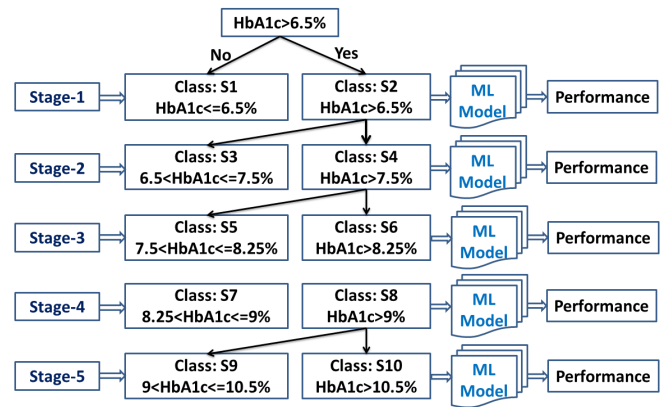 HbA1c>6.5%
No
Yes
Stage-1
Class: S1
HbA1c<=6.5%
Class: S2
HbA1c>6.5%
ML
Model
Performance
Stage-2
Class: S3
6.5<HbA1c<=7.5%
Class: S4
HbA1c>7.5%
ML
Model
Performance
Stage-3
Class: S5
7.5<HbA1c<=8.25%
Class: S6
HbA1c>8.25%
ML
Model
Performance
Stage-4
Class: S7
8.25<HbA1c<=9%
Class: S8
HbA1c>9%
ML
Model
Performance
Stage-5
Class: S9
9<HbA1c<=10.5%
Class: S10
HbA1c>10.5%
ML
Model
Performance